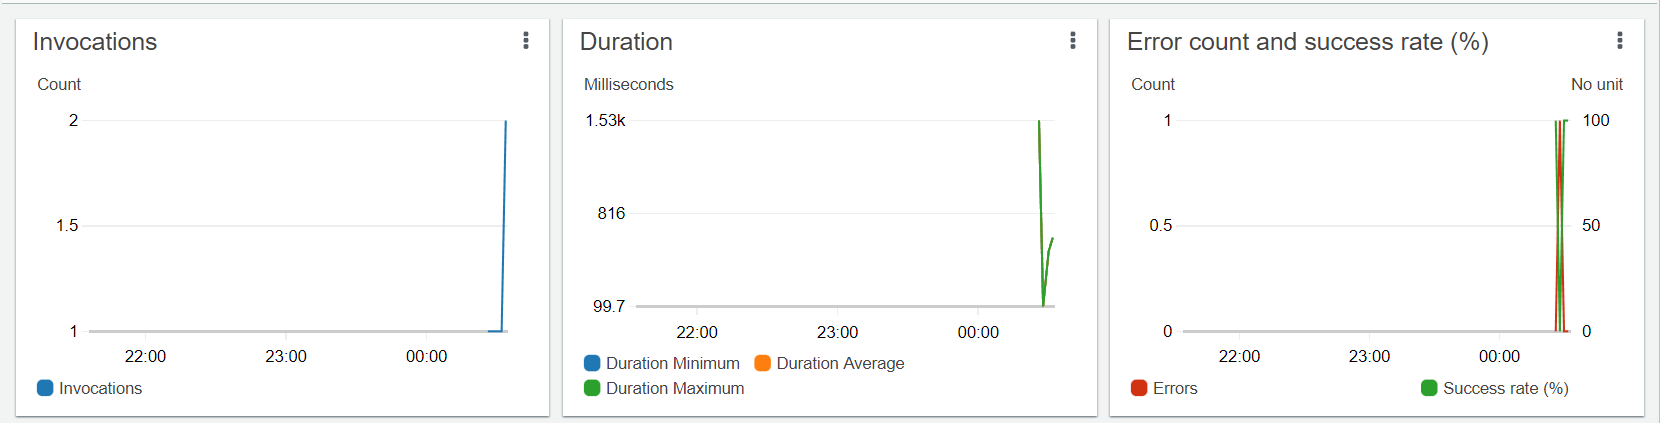 Invocations
Count
2
1.5
1
22:00 23:00 00:00
Invocations
Duration
Milliseconds
1.53k
816
99.7
22:00 23:00 00:00
Duration Minimum Duration Average
Duration Maximum
Error count and success rate (%)
Count No unit
1 100
0.5 50
0 0
22:00 23:00 00:00
Errors Success rate (%)